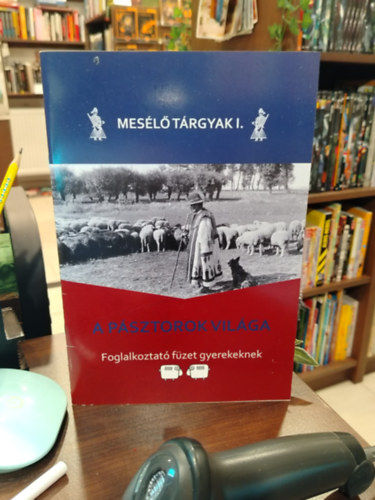 MESÉLŐ TÁRGYAK I.
A PÁSZTOROK VILÁGA
Foglalkoztató füzet gyerekeknek